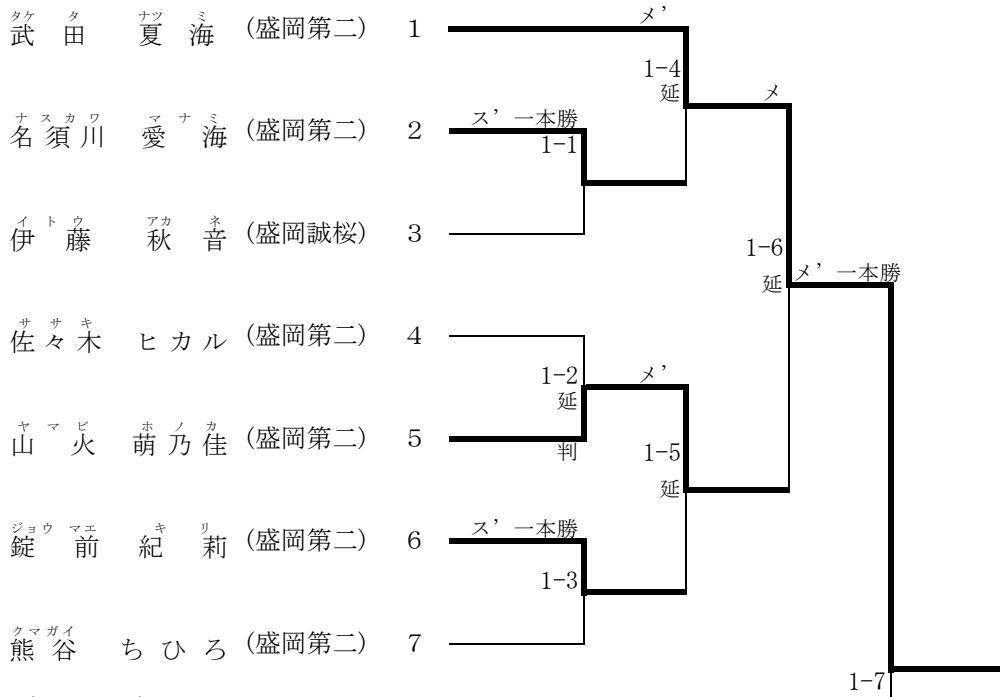 タケ タ ナツ ミ
武田 夏海 (盛岡第二) 1
メ’
1-4
延
メ
ナスカワ マナミ
名須川 愛海 (盛岡第二) 2
ス’一本勝
1-1
イトウ アカ ネ
伊藤 秋音 (盛岡誠桜) 3
1-6
延
メ’一本勝
ササキ
佐々木 ヒカル (盛岡第二) 4
1-2
延
メ’
ヤマビ ホノカ
山火 萌乃佳 (盛岡第二) 5
判
1-5
延
ジョウ マエ キ リ
錠前 紀莉 (盛岡第二) 6
ス’一本勝
1-3
クマガイ
熊谷 ちひろ (盛岡第二) 7
1-7